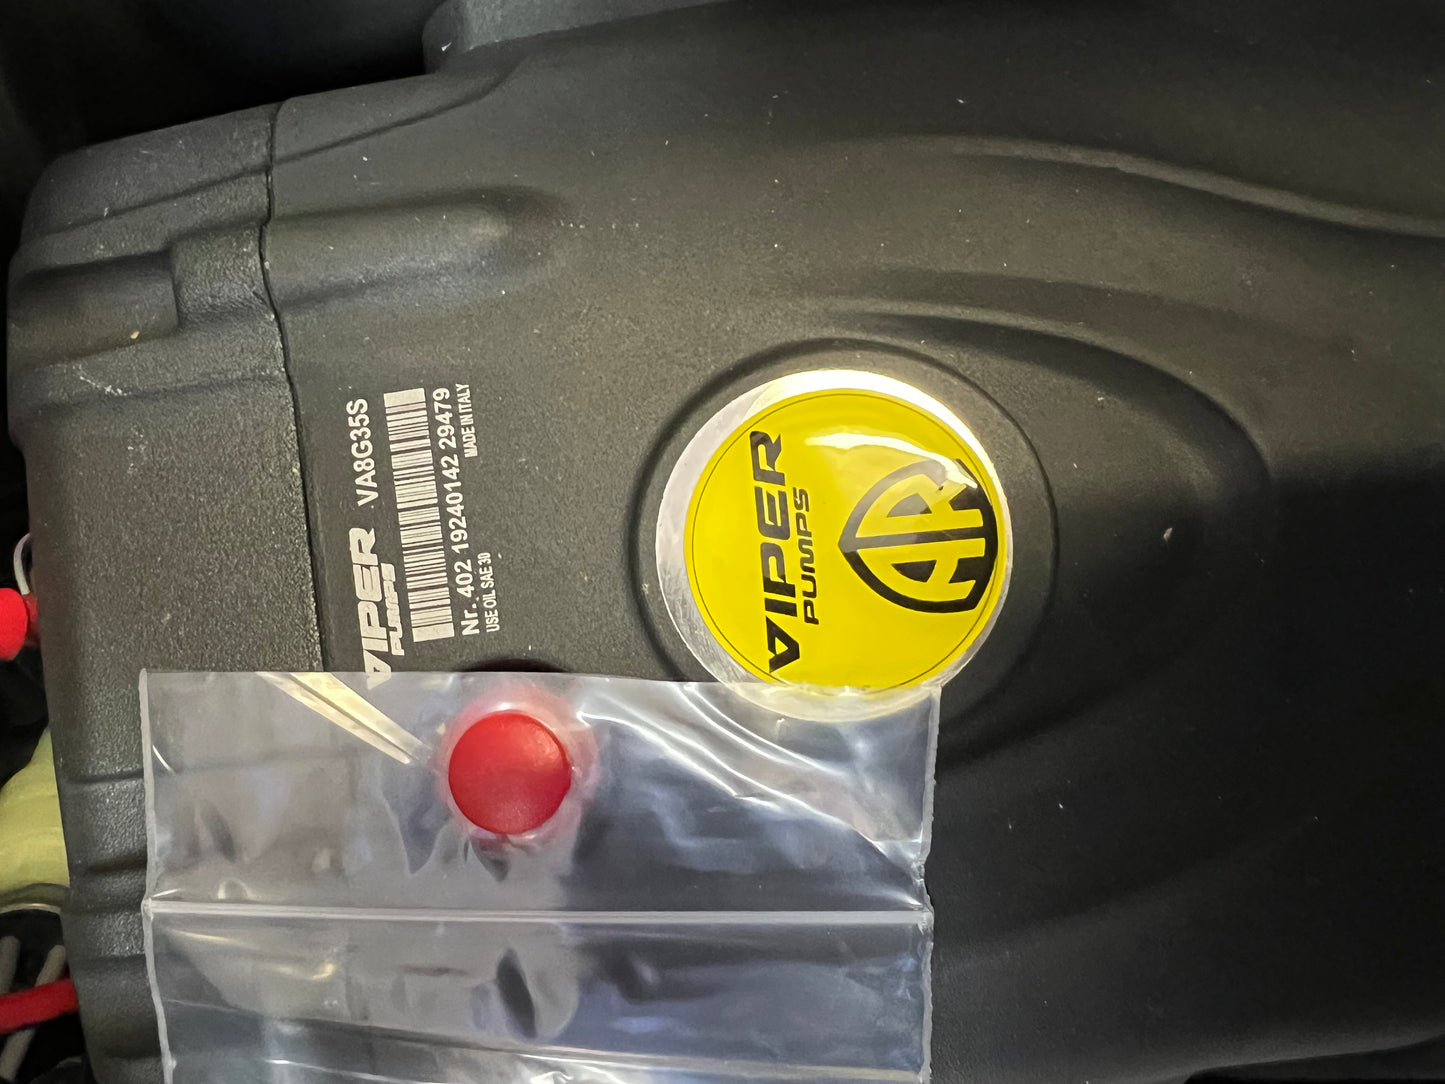 VIPER VA8G35S
PUMPS
Nr. 402 19240142 29479
USE OIL SAE 30 MADE IN ITALY
VIPER
PUMPS
AR